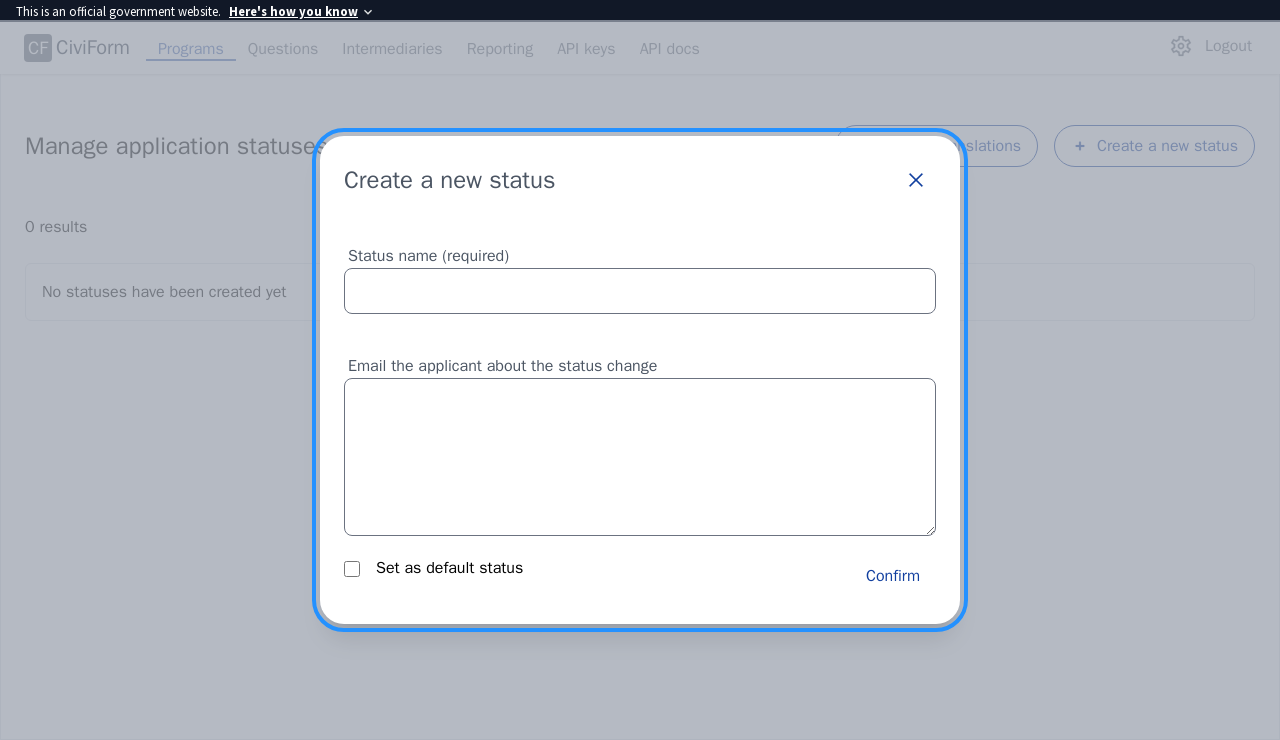 This is an official government website. Here's how you know
CF CiviForm Programs Questions Intermediaries Reporting API keys API docs Logout
Manage application statuses
+ Create a new status
Create a new status
0 results
Status name (required)
No statuses have been created yet
Email the applicant about the status change
Set as default status
Confirm